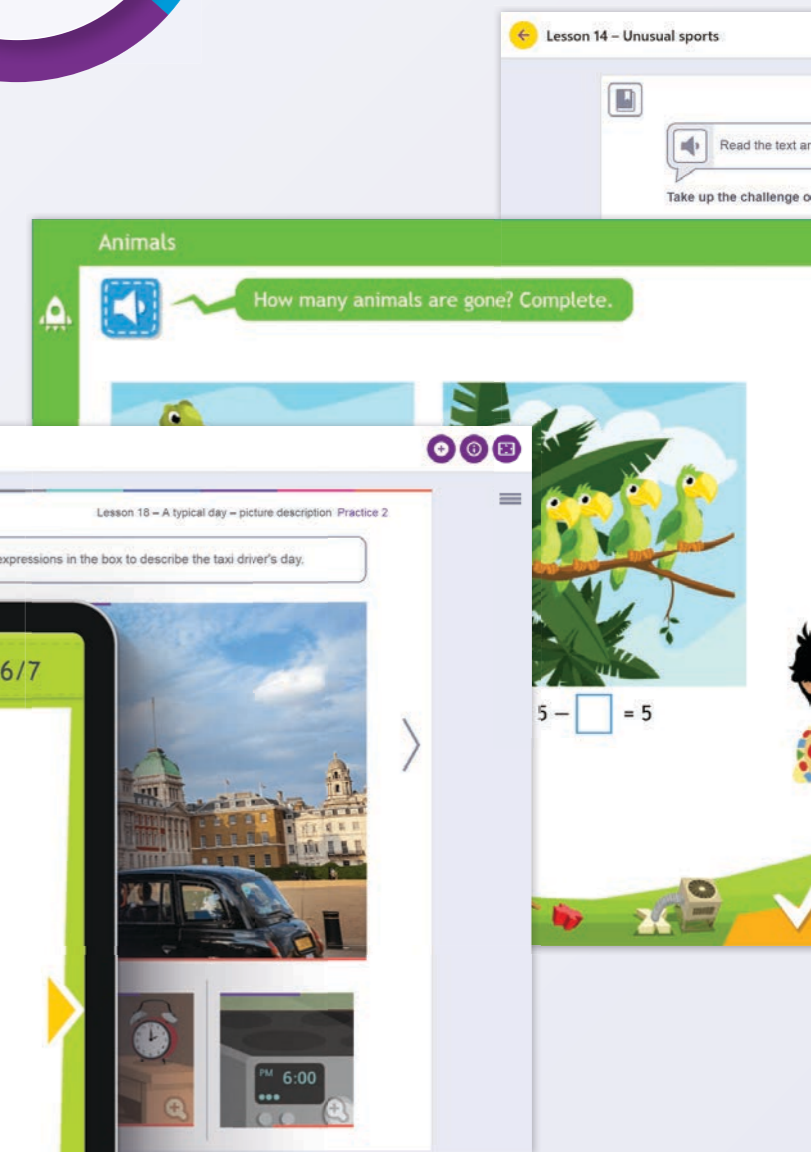 Lesson 14 – Unusual sports
Read the text an
Take up the challenge o
Animals
How many animals are gone? Complete.
Lesson 18 – A typical day – picture description Practice 2
expressions in the box to describe the taxi driver's day.
6/7
5 – = 5
PM 6:00